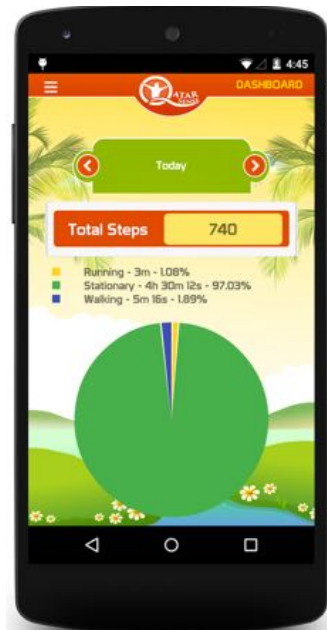 4:45
QATAR
DASHBOARD
Today
Total Steps 740
Running - 3m - 1.08%
Stationary - 4h 30m 12s - 97.03%
Walking - 5m 16s - 1.89%